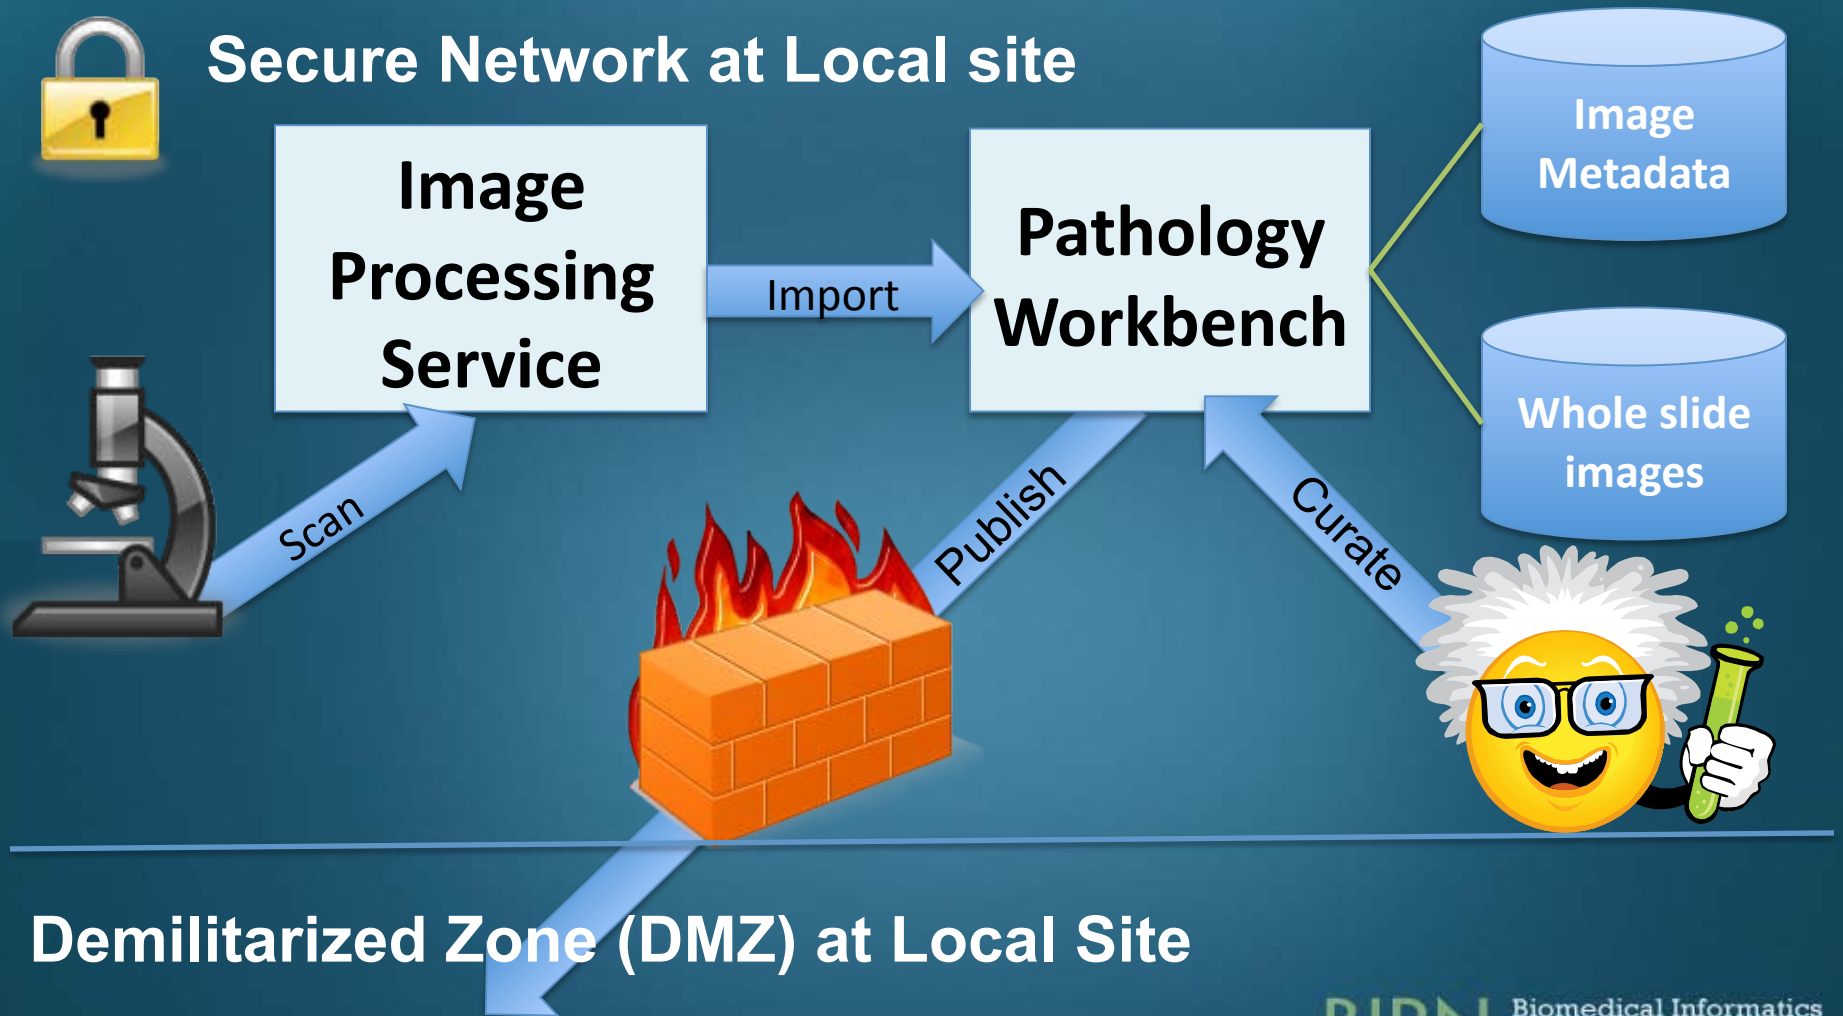 Secure Network at Local site
Image
Processing
Service
Import
Pathology
Workbench
Image
Metadata
Whole slide
images
Scan
Publish
Curate
Demilitarized Zone (DMZ) at Local Site
BIRN
Biomedical Informatics